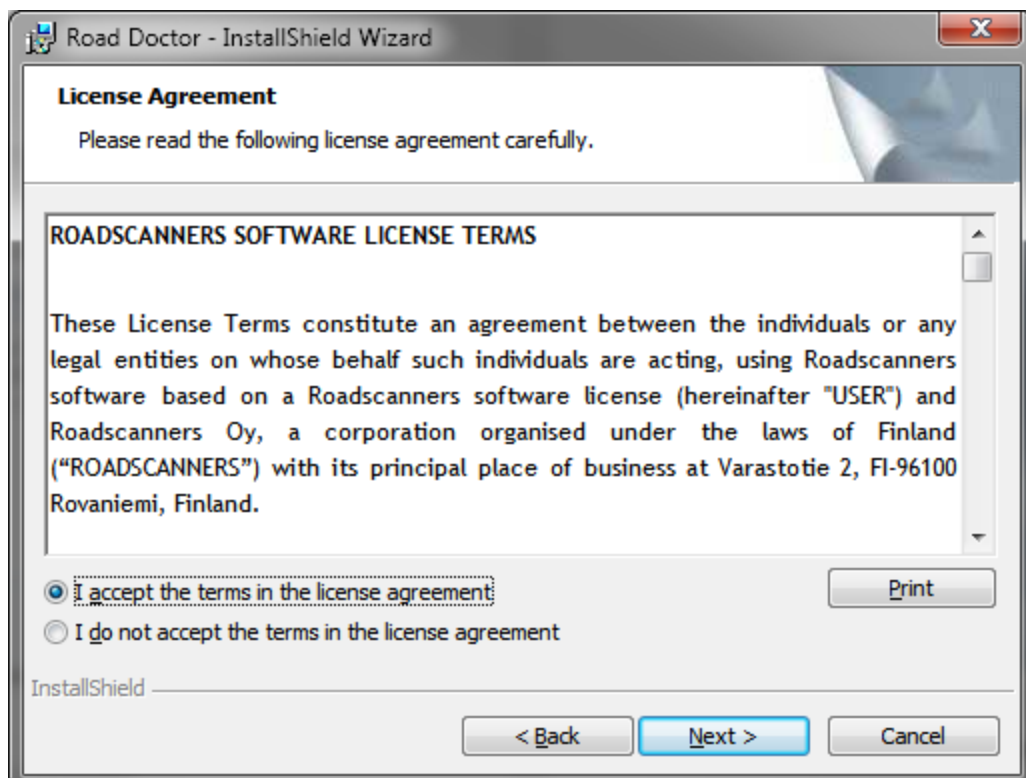 Road Doctor - InstallShield Wizard
License Agreement
Please read the following license agreement carefully.
ROADSCANNERS SOFTWARE LICENSE TERMS
These License Terms constitute an agreement between the individuals or any
legal entities on whose behalf such individuals are acting, using Roadscanners
software based on a Roadscanners software license (hereinafter "USER") and
Roadscanners Oy, a corporation organised under the laws of Finland
(“ROADSCANNERS”) with its principal place of business at Varastotie 2, FI-96100
Rovaniemi, Finland.
I accept the terms in the license agreement
Print
I do not accept the terms in the license agreement
InstallShield
< Back
Next >
Cancel